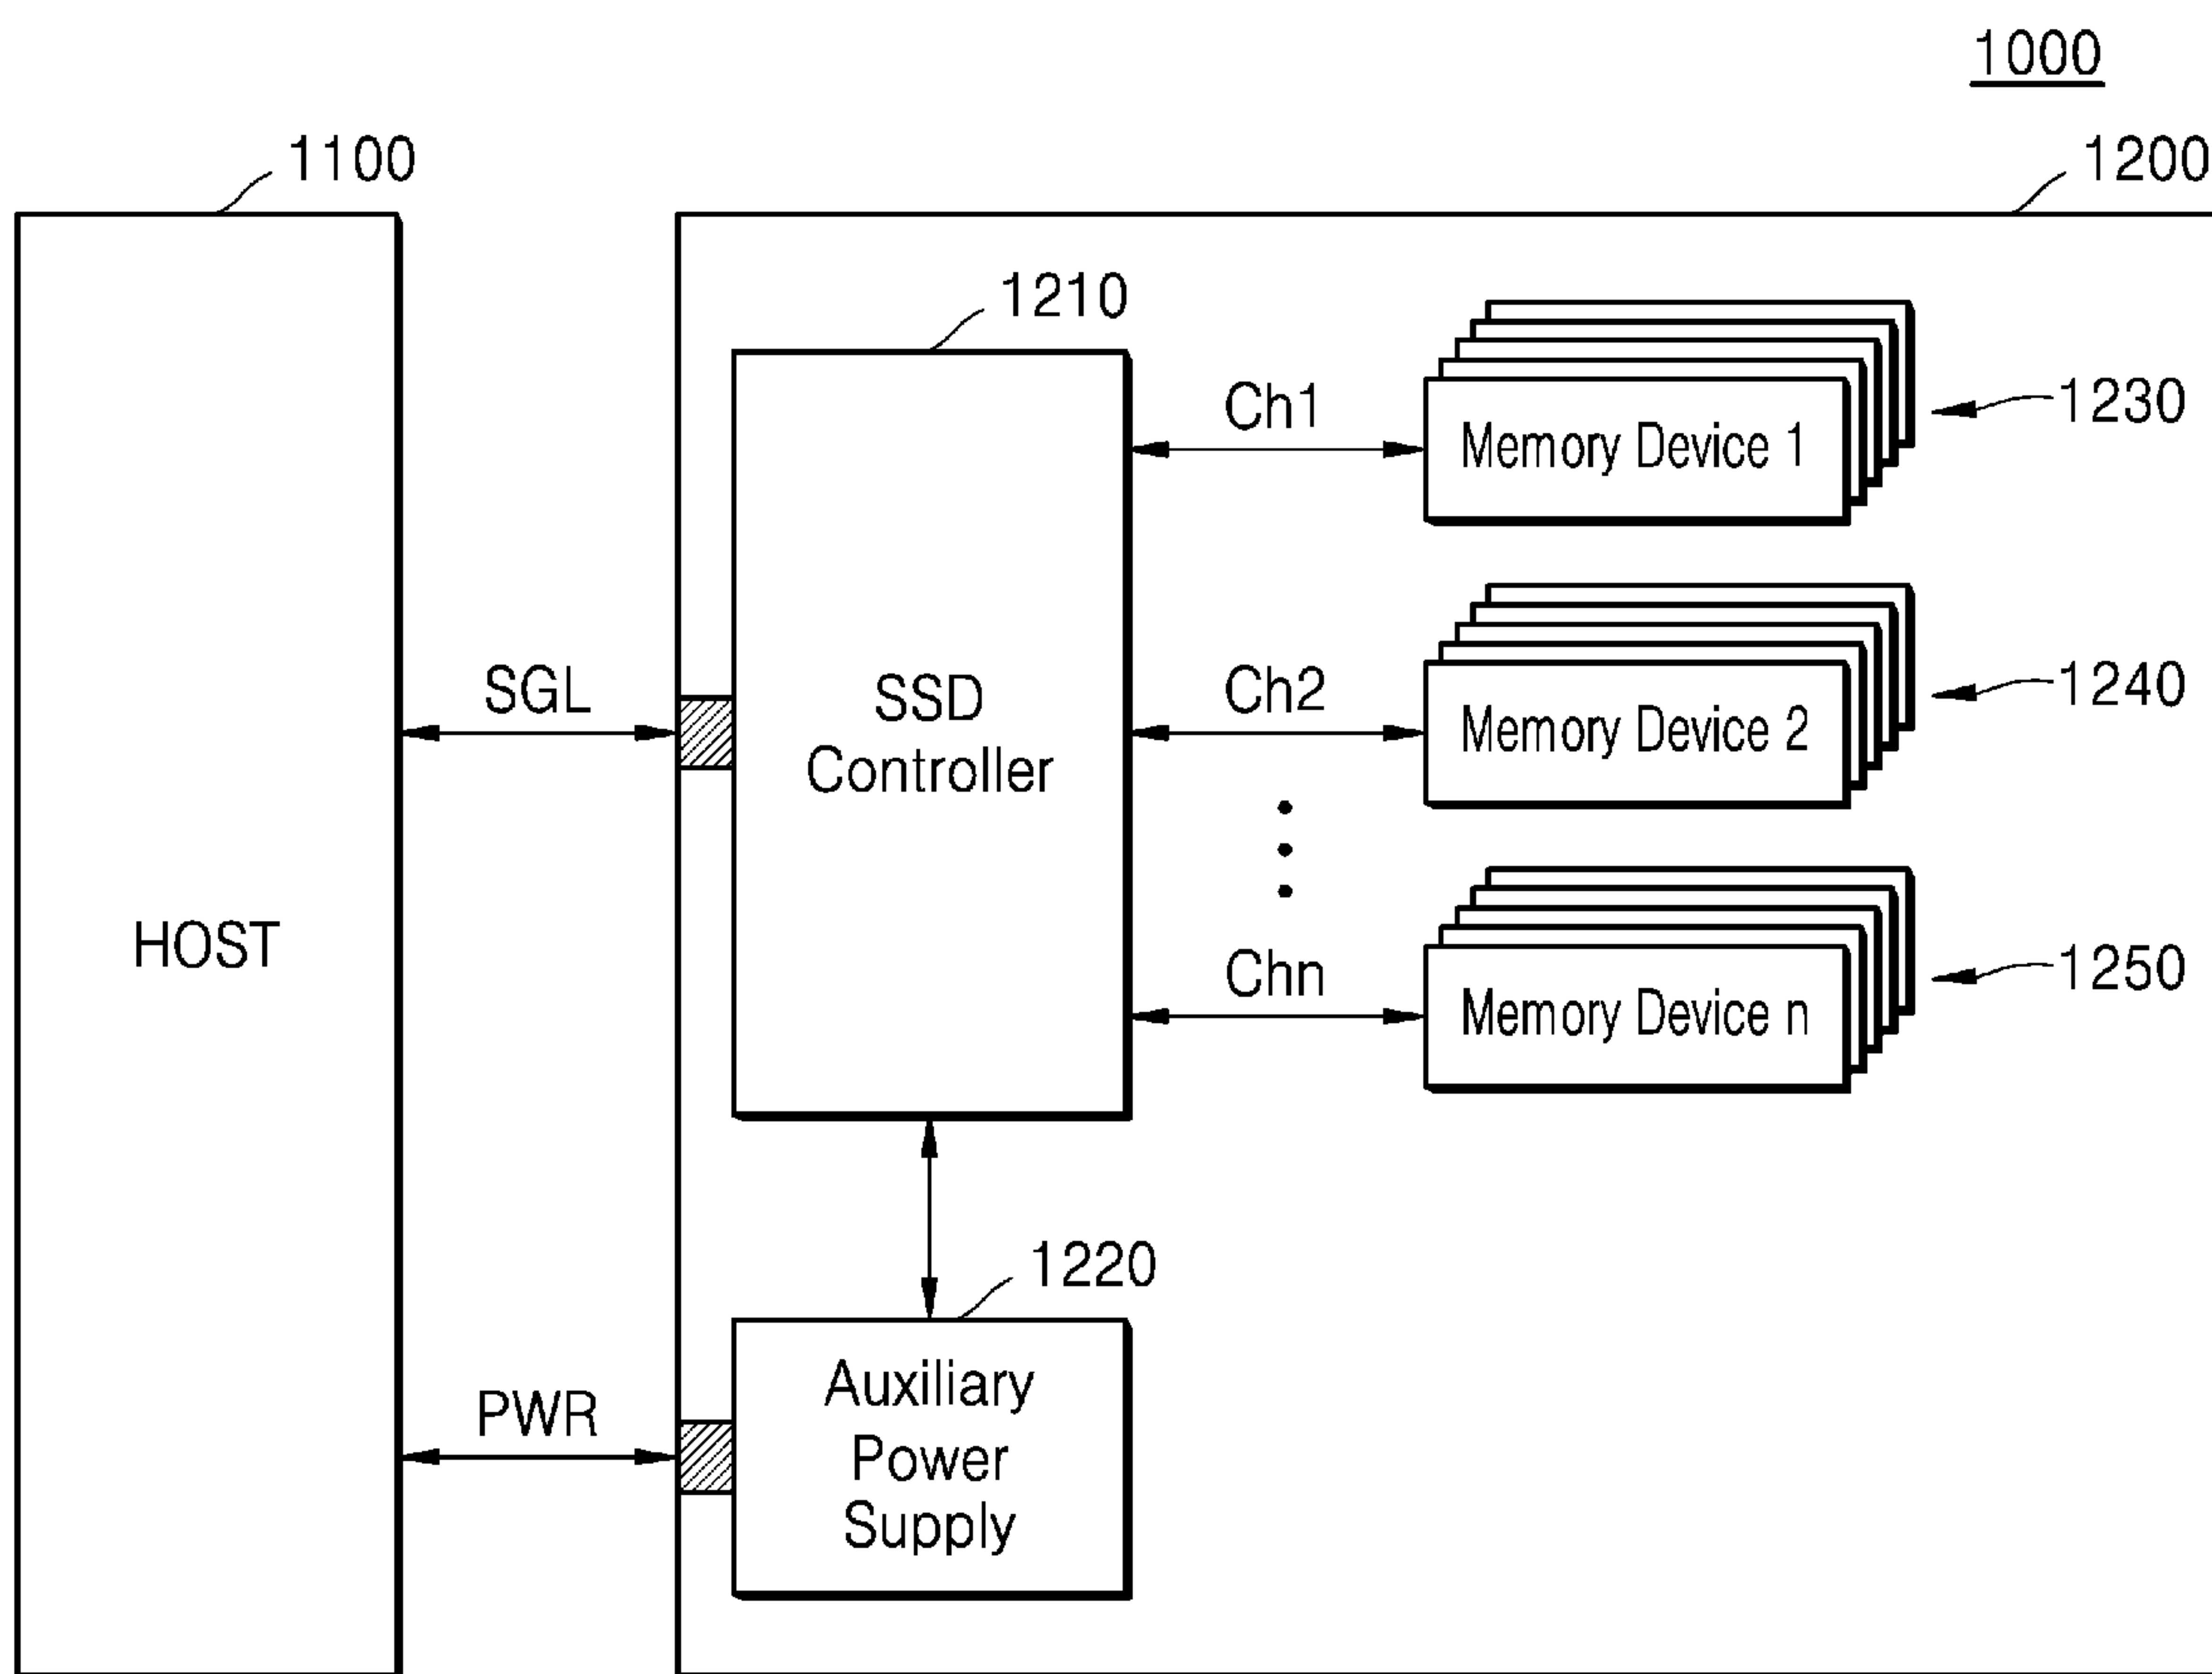 1000
1100
1200
1210
Ch1
Memory Device 1
1230
SGL
SSD
Controller
Ch2
Memory Device 2
1240
HOST
Chn
Memory Device n
1250
1220
PWR
Auxiliary
Power
Supply